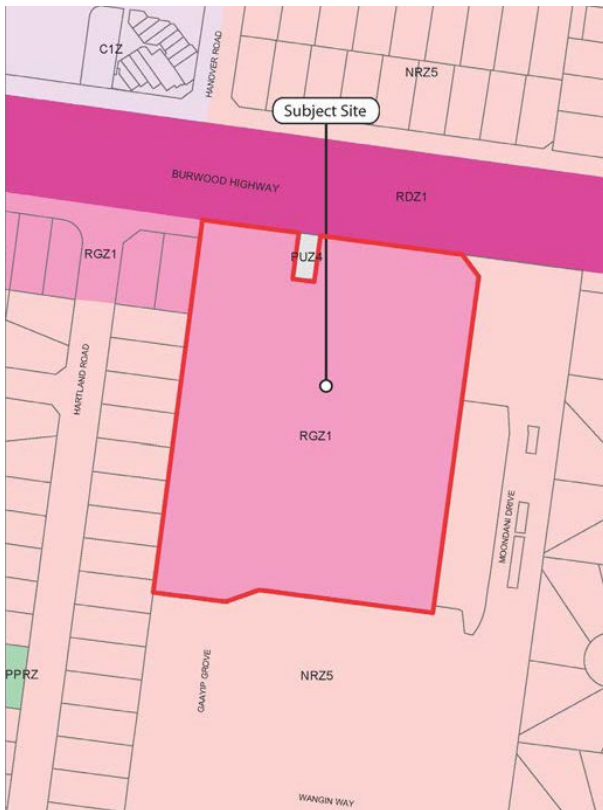 C1Z
HANOVER ROAD
NRZ5
Subject Site
BURWOOD HIGHWAY
RDZ1
RGZ1
PUZ4
HARTLAND ROAD
RGZ1
MOONDANI DRIVE
PPRZ
GAAYIP GROVE
NRZ5
WANGIN WAY